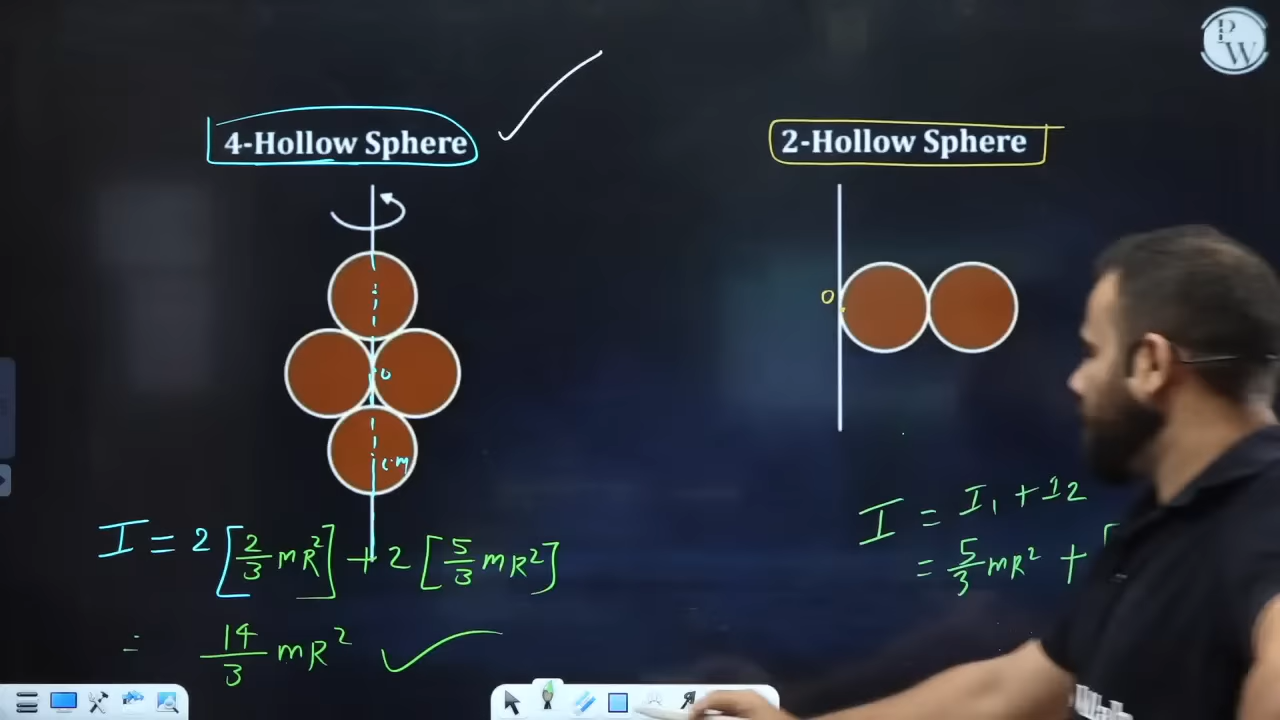 PW
4-Hollow Sphere
2-Hollow Sphere
O
O
C·M
I = 2 [2/3 mR²] + 2 [5/3 mR²]
= 14/3 mR²
I = I₁ + I₂
= 5/3 mR² + [